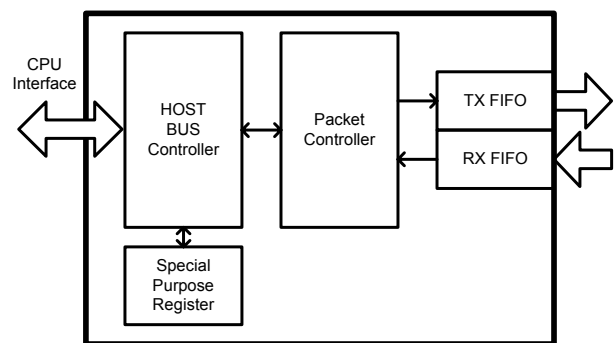 CPU
Interface
HOST
BUS
Controller
Packet
Controller
TX FIFO
RX FIFO
Special
Purpose
Register